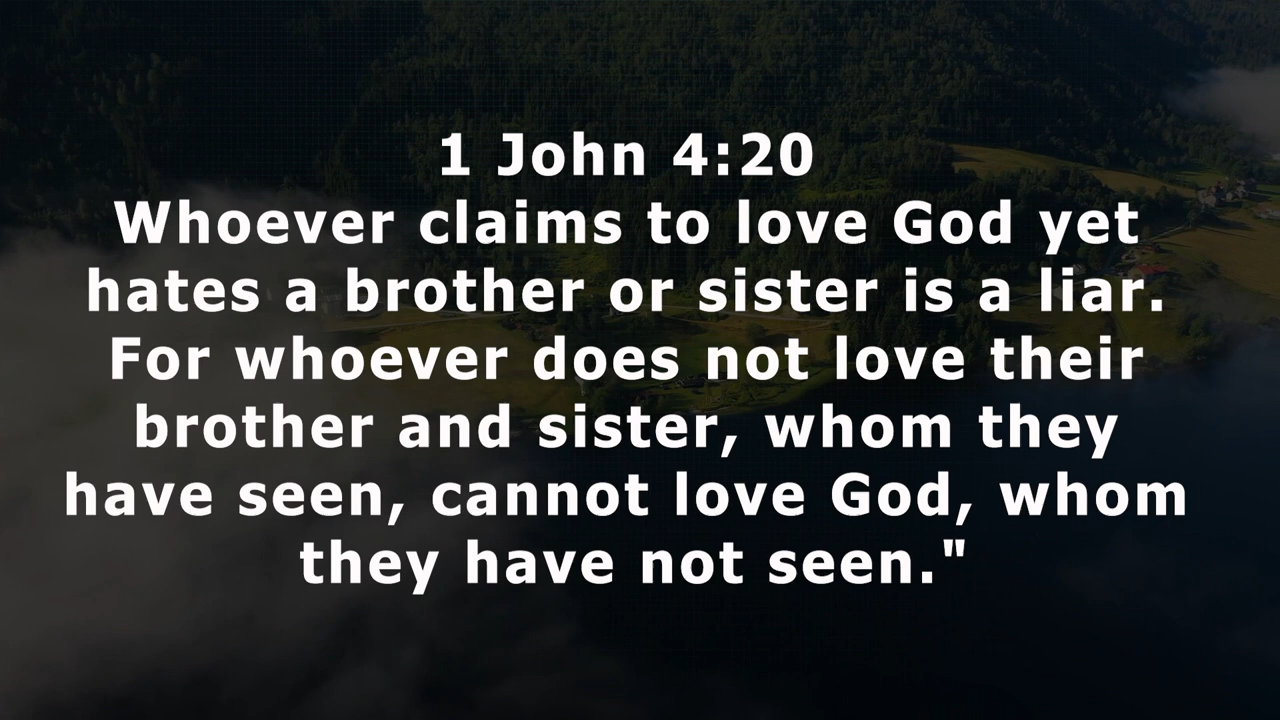 1 John 4:20
Whoever claims to love God yet
hates a brother or sister is a liar.
For whoever does not love their
brother and sister, whom they
have seen, cannot love God, whom
they have not seen."